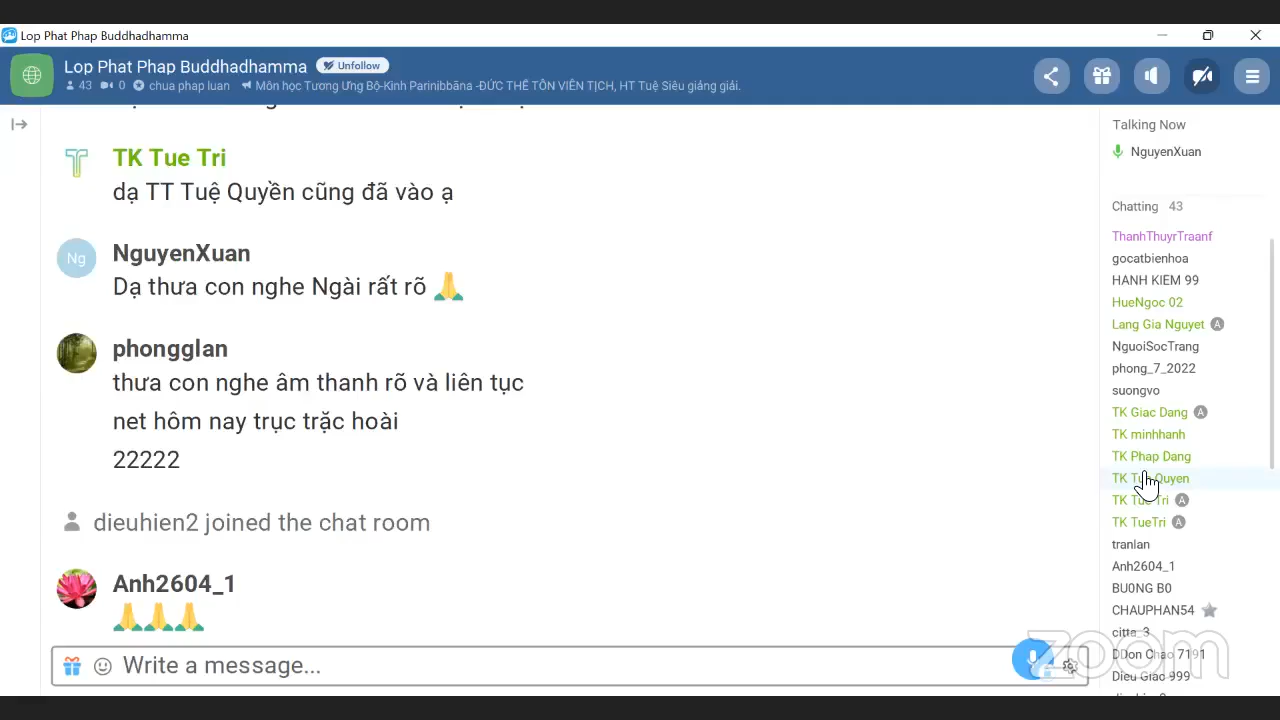 Lop Phat Phap Buddhadhamma
Lop Phat Phap Buddhadhamma Unfollow
43 0 chua phap luan Môn học Tương Ưng Bộ-Kinh Parinibbāna -ĐỨC THẾ TÔN VIÊN TỊCH, HT Tuệ Siêu giảng giải.
TK Tue Tri
dạ TT Tuệ Quyền cũng đã vào ạ
Ng
NguyenXuan
Dạ thưa con nghe Ngài rất rõ 🙏
phongglan
thưa con nghe âm thanh rõ và liên tục
net hôm nay trục trặc hoài
22222
dieuhien2 joined the chat room
Anh2604_1
🙏🙏🙏
Write a message...
Talking Now
NguyenXuan
Chatting 43
ThanhThuyrTraanf
gocatbienhoa
HANH KIEM 99
HueNgoc 02
Lang Gia Nguyet A
NguoiSocTrang
phong_7_2022
suongvo
TK Giac Dang A
TK minhhanh
TK Phap Dang
TK Tue Quyen
TK Tue Tri A
TK TueTri A
tranlan
Anh2604_1
BU0NG B0
CHAUPHAN54
citta_3
DDon Chao 7191
Dieu Giao 999
zoom